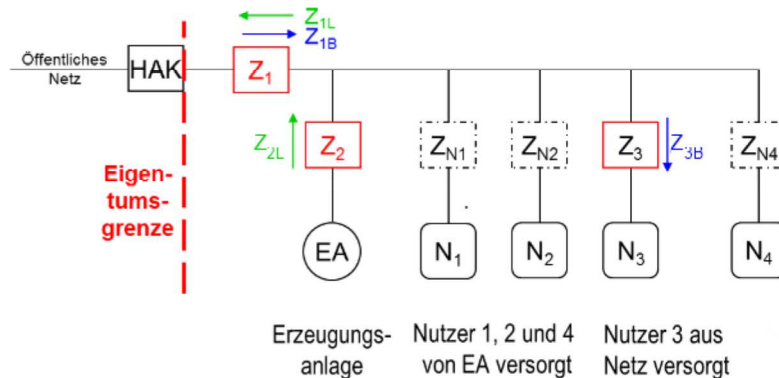 Z1L
Z1B
Öffentliches
Netz
HAK
Z1
Z2L
Z2
ZN1
ZN2
Z3
Z3B
ZN4
Eigen-
tums-
grenze
EA
N1
N2
N3
N4
Erzeugungs-
anlage
Nutzer 1, 2 und 4
von EA versorgt
Nutzer 3 aus
Netz versorgt